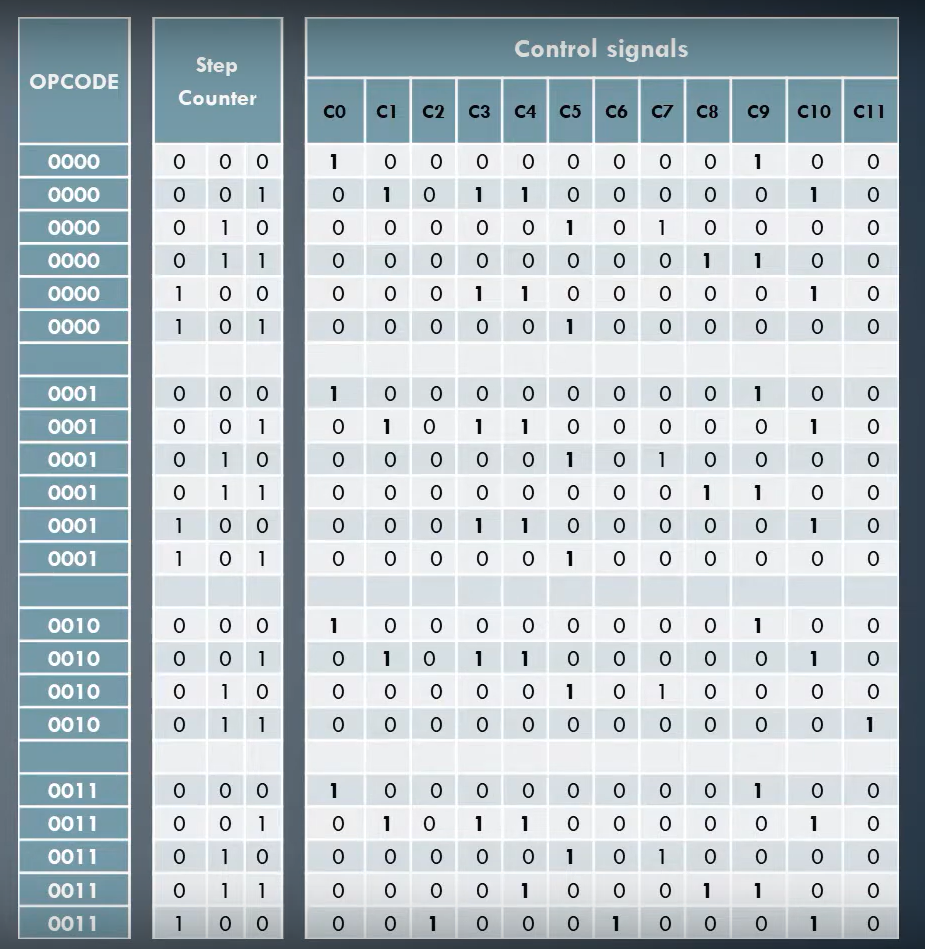 OPCODE Step Counter Control signals
C0 C1 C2 C3 C4 C5 C6 C7 C8 C9 C10 C11
0000 0 0 0 1 0 0 0 0 0 0 0 0 1 0 0
0000 0 0 1 0 1 0 1 1 0 0 0 0 0 1 0
0000 0 1 0 0 0 0 0 0 1 0 1 0 0 0 0
0000 0 1 1 0 0 0 0 0 0 0 0 1 1 0 0
0000 1 0 0 0 0 0 1 1 0 0 0 0 0 1 0
0000 1 0 1 0 0 0 0 0 1 0 0 0 0 0 0
0001 0 0 0 1 0 0 0 0 0 0 0 0 1 0 0
0001 0 0 1 0 1 0 1 1 0 0 0 0 0 1 0
0001 0 1 0 0 0 0 0 0 1 0 1 0 0 0 0
0001 0 1 1 0 0 0 0 0 0 0 0 1 1 0 0
0001 1 0 0 0 0 0 1 1 0 0 0 0 0 1 0
0001 1 0 1 0 0 0 0 0 1 0 0 0 0 0 0
0010 0 0 0 1 0 0 0 0 0 0 0 0 1 0 0
0010 0 0 1 0 1 0 1 1 0 0 0 0 0 1 0
0010 0 1 0 0 0 0 0 0 1 0 1 0 0 0 0
0010 0 1 1 0 0 0 0 0 0 0 0 0 0 0 1
0011 0 0 0 1 0 0 0 0 0 0 0 0 1 0 0
0011 0 0 1 0 1 0 1 1 0 0 0 0 0 1 0
0011 0 1 0 0 0 0 0 0 1 0 1 0 0 0 0
0011 0 1 1 0 0 0 0 1 0 0 0 1 1 0 0
0011 1 0 0 0 0 1 0 0 0 1 0 0 0 1 0